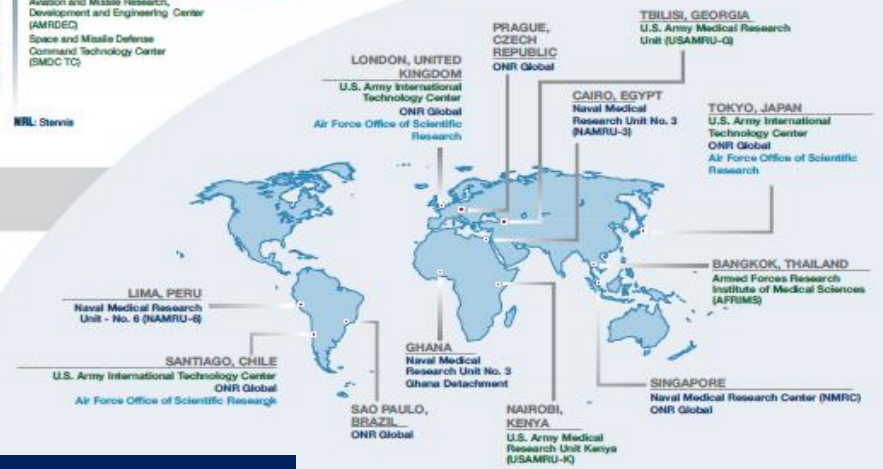 Aviation and Missile Research,
Development and Engineering Center
(AMRDEC)
Space and Missile Defense
Command Technology Center
(SMDC TC)
NRL: Stennis
LONDON, UNITED
KINGDOM
U.S. Army International
Technology Center
ONR Global
Air Force Office of Scientific
Research
PRAGUE,
CZECH
REPUBLIC
ONR Global
TBILISI, GEORGIA
U.S. Army Medical Research
Unit (USAMRU-G)
CAIRO, EGYPT
Naval Medical
Research Unit No. 3
(NAMRU-3)
TOKYO, JAPAN
U.S. Army International
Technology Center
ONR Global
Air Force Office of Scientific
Research
BANGKOK, THAILAND
Armed Forces Research
Institute of Medical Sciences
(AFRIMS)
LIMA, PERU
Naval Medical Research
Unit - No. 6 (NAMRU-6)
SANTIAGO, CHILE
U.S. Army International Technology Center
ONR Global
Air Force Office of Scientific Research
SAO PAULO,
BRAZIL
ONR Global
GHANA
Naval Medical
Research Unit No. 3
Ghana Detachment
NAIROBI,
KENYA
U.S. Army Medical
Research Unit Kenya
(USAMRU-K)
SINGAPORE
Naval Medical Research Center (NMRC)
ONR Global